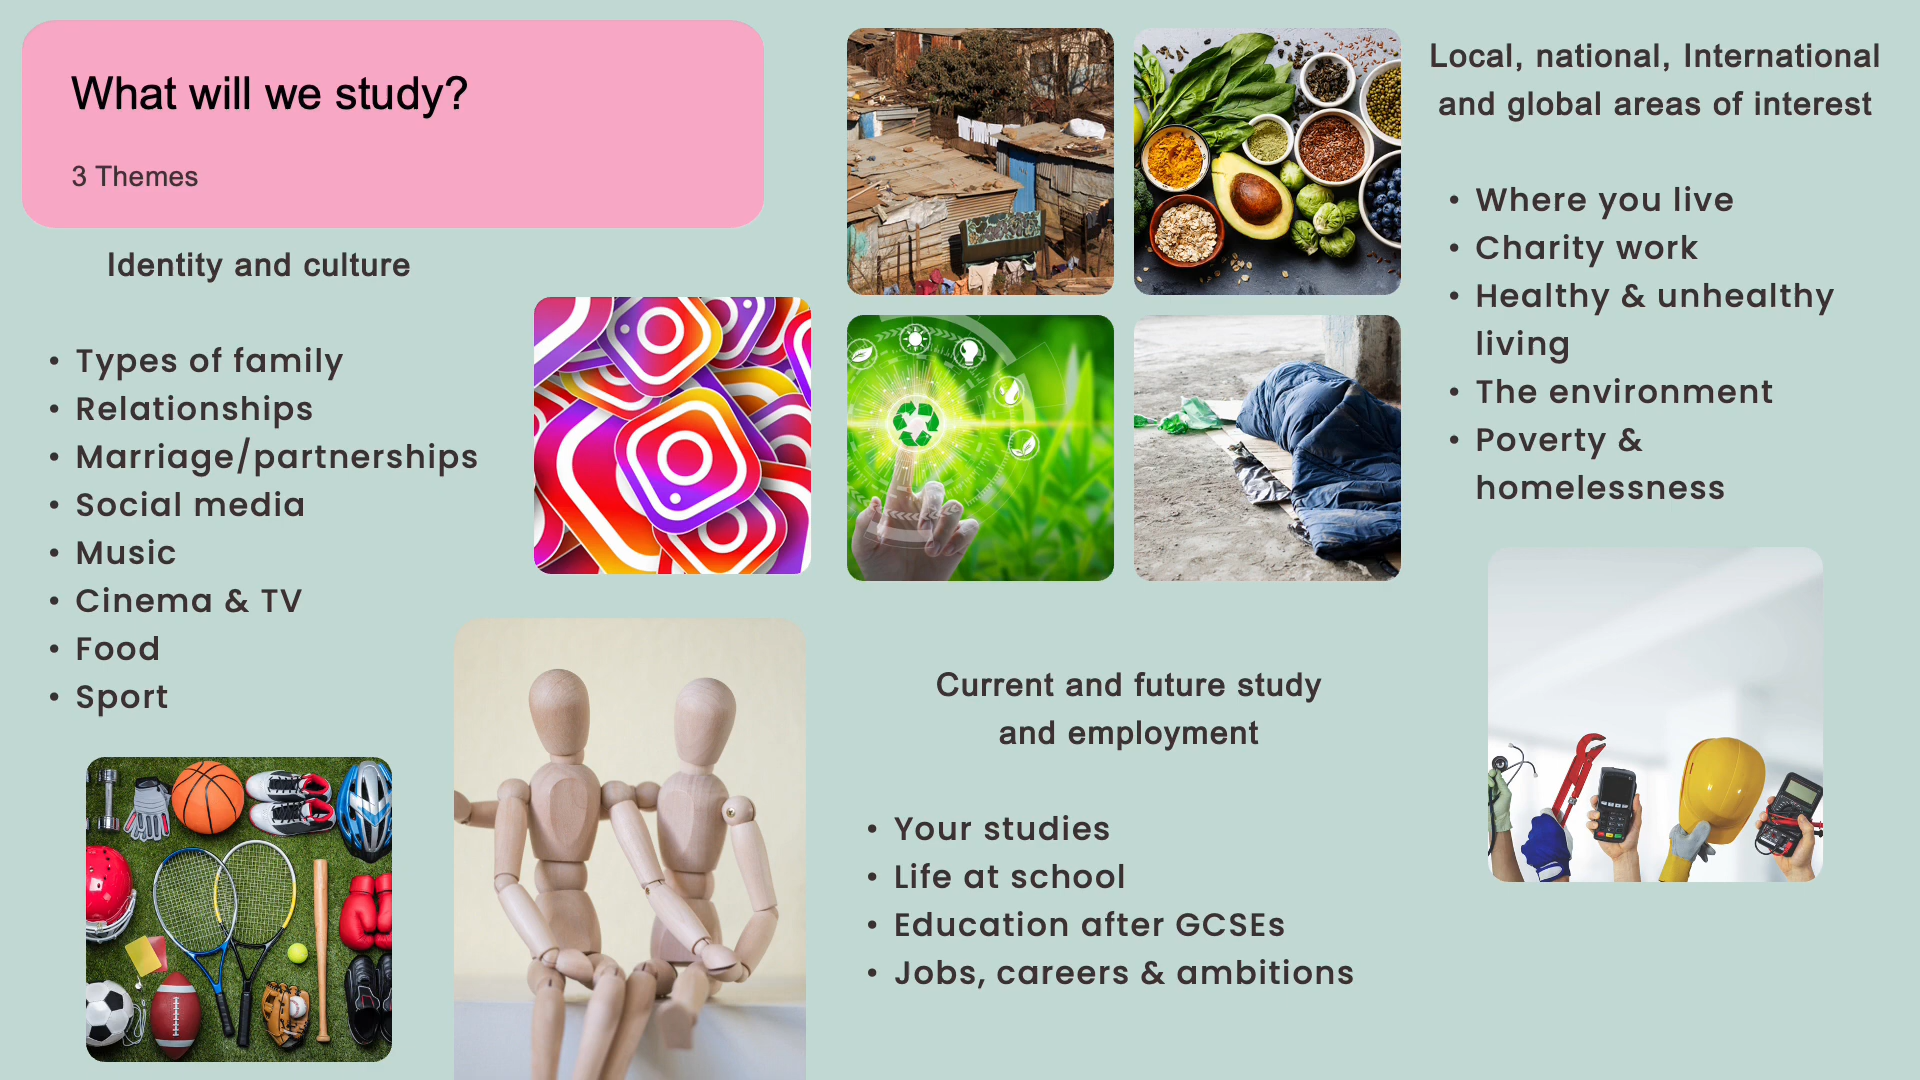 What will we study?
3 Themes
Identity and culture
• Types of family
• Relationships
• Marriage/partnerships
• Social media
• Music
• Cinema & TV
• Food
• Sport
Local, national, International
and global areas of interest
• Where you live
• Charity work
• Healthy & unhealthy
living
• The environment
• Poverty &
homelessness
Current and future study
and employment
• Your studies
• Life at school
• Education after GCSEs
• Jobs, careers & ambitions